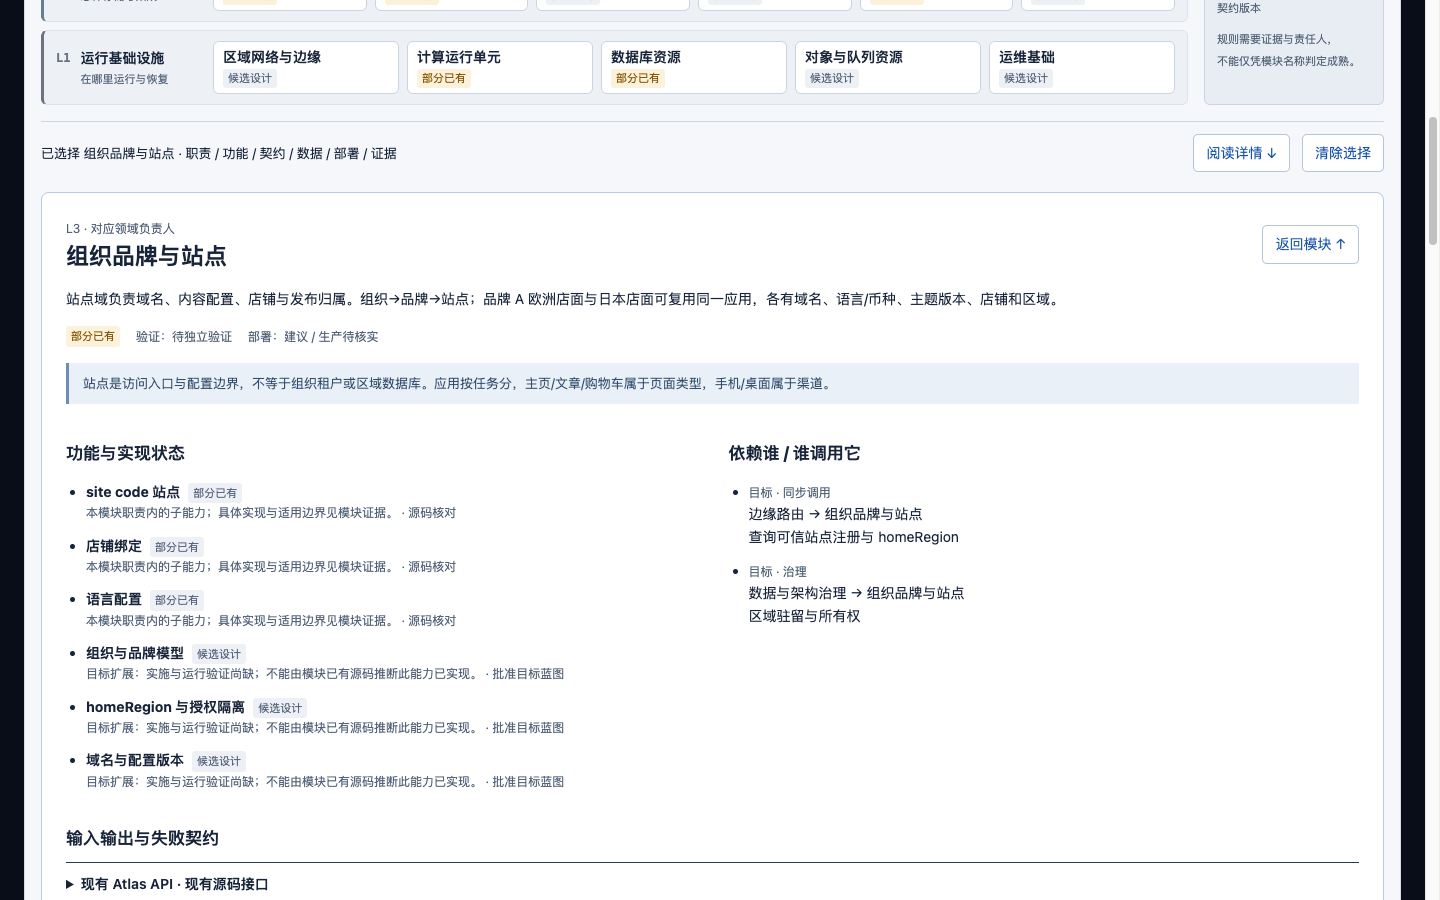 契约版本
规则需要证据与责任人，
不能仅凭模块名称判定成熟。
L1 运行基础设施
在哪里运行与恢复
区域网络与边缘
候选设计
计算运行单元
部分已有
数据库资源
部分已有
对象与队列资源
候选设计
运维基础
候选设计
已选择 组织品牌与站点 · 职责 / 功能 / 契约 / 数据 / 部署 / 证据
阅读详情 ↓
清除选择
L3 · 对应领域负责人
组织品牌与站点
返回模块 ↑
站点域负责域名、内容配置、店铺与发布归属。组织→品牌→站点；品牌 A 欧洲店面与日本店面可复用同一应用，各有域名、语言/币种、主题版本、店铺和区域。
部分已有 验证：待独立验证 部署：建议 / 生产待核实
站点是访问入口与配置边界，不等于组织租户或区域数据库。应用按任务分，主页/文章/购物车属于页面类型，手机/桌面属于渠道。
功能与实现状态
site code 站点 部分已有
本模块职责内的子能力；具体实现与适用边界见模块证据。 · 源码核对
店铺绑定 部分已有
本模块职责内的子能力；具体实现与适用边界见模块证据。 · 源码核对
语言配置 部分已有
本模块职责内的子能力；具体实现与适用边界见模块证据。 · 源码核对
组织与品牌模型 候选设计
目标扩展：实施与运行验证尚缺；不能由模块已有源码推断此能力已实现。 · 批准目标蓝图
homeRegion 与授权隔离 候选设计
目标扩展：实施与运行验证尚缺；不能由模块已有源码推断此能力已实现。 · 批准目标蓝图
域名与配置版本 候选设计
目标扩展：实施与运行验证尚缺；不能由模块已有源码推断此能力已实现。 · 批准目标蓝图
依赖谁 / 谁调用它
目标 · 同步调用
边缘路由 → 组织品牌与站点
查询可信站点注册与 homeRegion
目标 · 治理
数据与架构治理 → 组织品牌与站点
区域驻留与所有权
输入输出与失败契约
▶ 现有 Atlas API · 现有源码接口